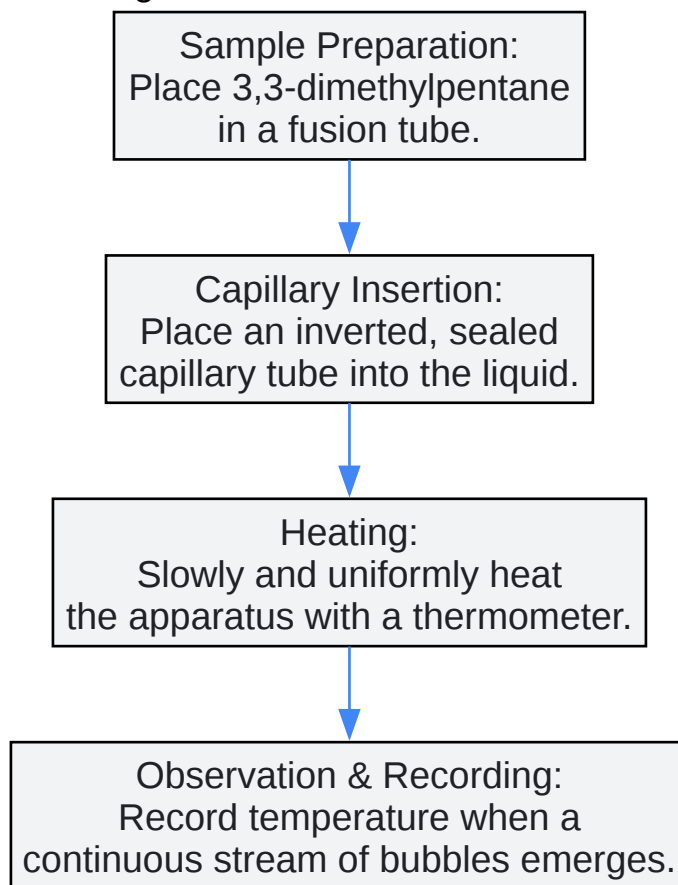 Sample Preparation:
Place 3,3-dimethylpentane
in a fusion tube.
Capillary Insertion:
Place an inverted, sealed
capillary tube into the liquid.
Heating:
Slowly and uniformly heat
the apparatus with a thermometer.
Observation & Recording:
Record temperature when a
continuous stream of bubbles emerges.